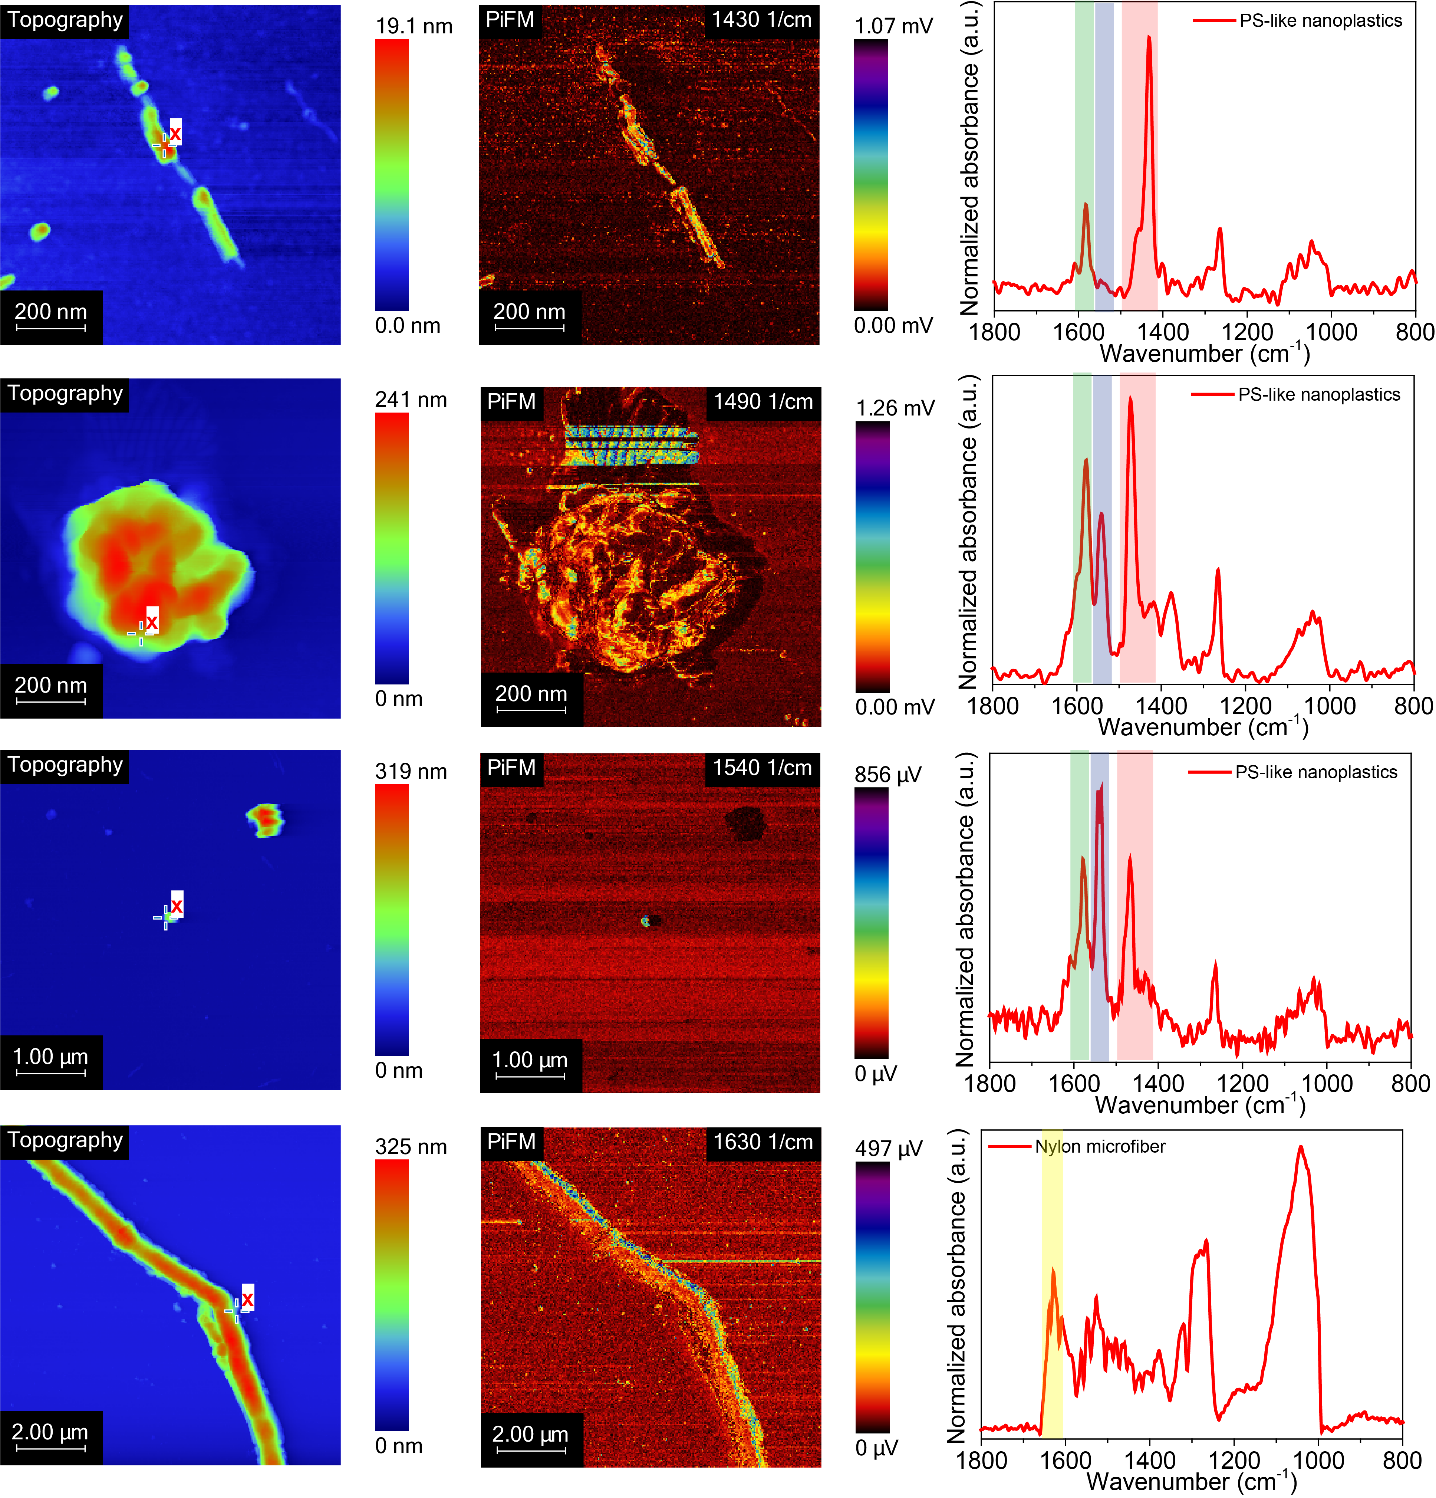 Topography
19.1 nm
0.0 nm
200 nm
PiFM
1430 1/cm
1.07 mV
0.00 mV
200 nm
Normalized absorbance (a.u.)
PS-like nanoplastics
1800 1600 1400 1200 1000 800
Wavenumber (cm-1)
X
Topography
241 nm
0 nm
200 nm
PiFM
1490 1/cm
1.26 mV
0.00 mV
200 nm
Normalized absorbance (a.u.)
PS-like nanoplastics
1800 1600 1400 1200 1000 800
Wavenumber (cm-1)
X
Topography
319 nm
0 nm
1.00 µm
PiFM
1540 1/cm
856 µV
0 µV
1.00 µm
Normalized absorbance (a.u.)
PS-like nanoplastics
1800 1600 1400 1200 1000 800
Wavenumber (cm-1)
X
Topography
325 nm
0 nm
2.00 µm
PiFM
1630 1/cm
497 µV
0 µV
2.00 µm
Normalized absorbance (a.u.)
Nylon microfiber
1800 1600 1400 1200 1000 800
Wavenumber (cm-1)
X